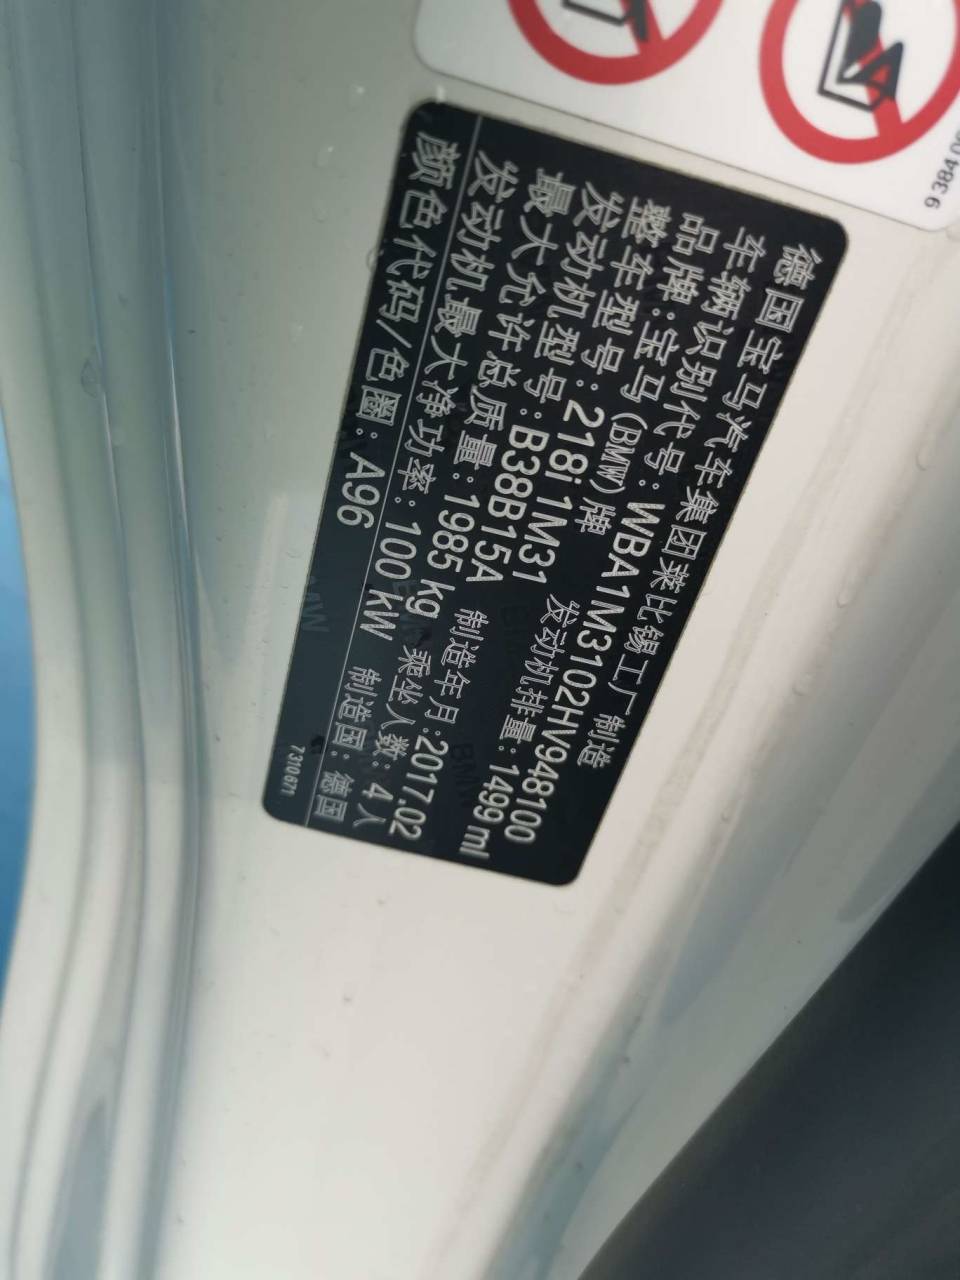 德国宝马汽车集团莱比锡工厂 制造
车辆识别代号：WBA1M3102HV948100
品牌：宝马(BMW)牌
整车型号：218i 1M31 发动机排量：1499 ml
发动机型号：B38B15A 制造年月：2017.02
最大允许总质量：1985 kg 乘坐人数：4 人
发动机最大净功率：100 kW 制造国：德国
颜色代码/色圈：A96
7310671